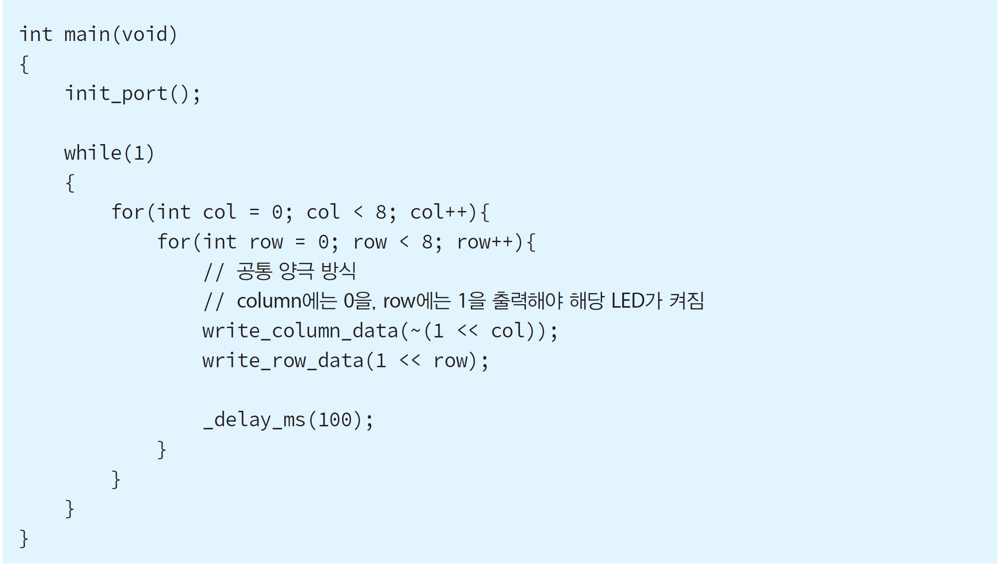 int main(void)
{
    init_port();

    while(1)
    {
        for(int col = 0; col < 8; col++){
            for(int row = 0; row < 8; row++){
                // 공통 양극 방식
                // column에는 0을, row에는 1을 출력해야 해당 LED가 켜짐
                write_column_data(~(1 << col));
                write_row_data(1 << row);

                _delay_ms(100);
            }
        }
    }
}